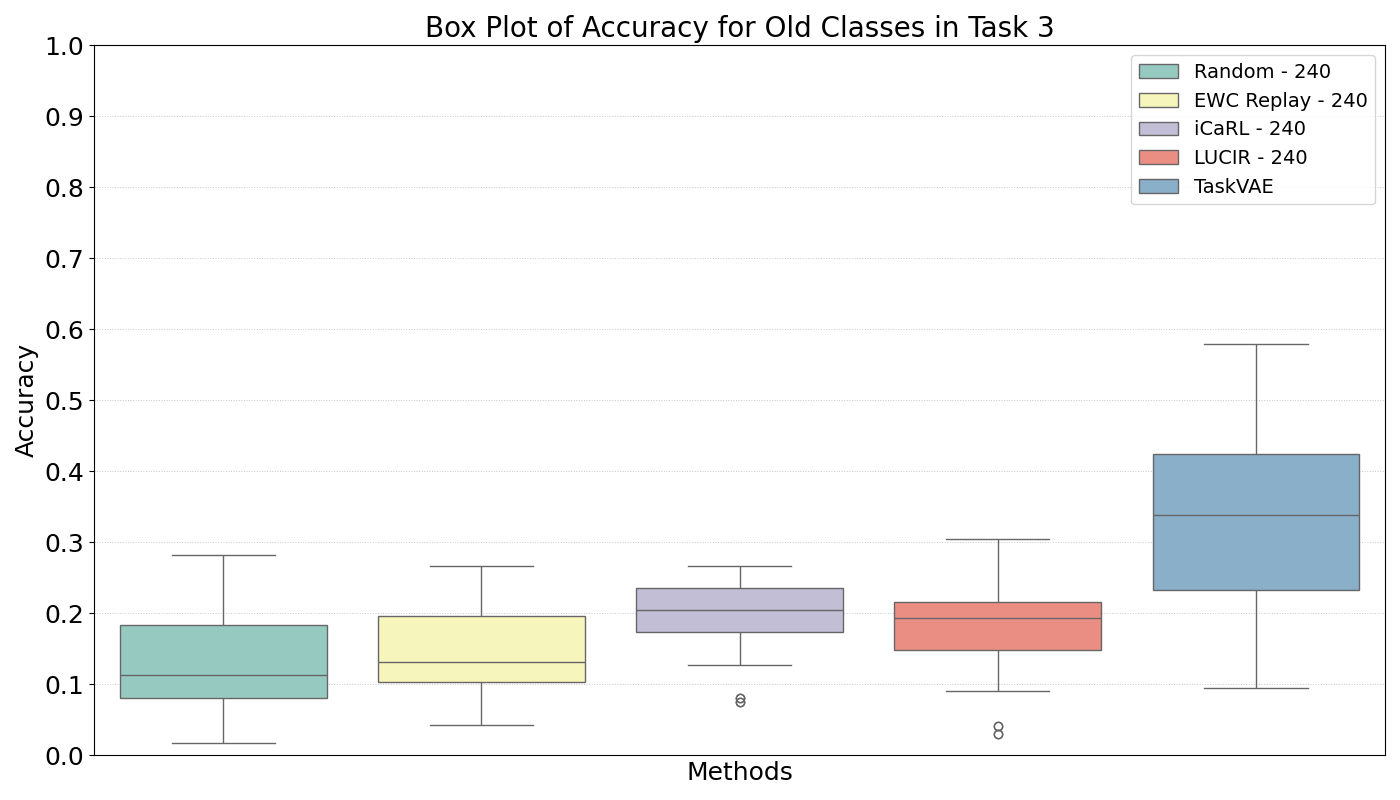 Box Plot of Accuracy for Old Classes in Task 3
1.0
0.9
0.8
0.7
0.6
0.5
0.4
0.3
0.2
0.1
0.0
Accuracy
Methods
Random - 240
EWC Replay - 240
iCaRL - 240
LUCIR - 240
TaskVAE